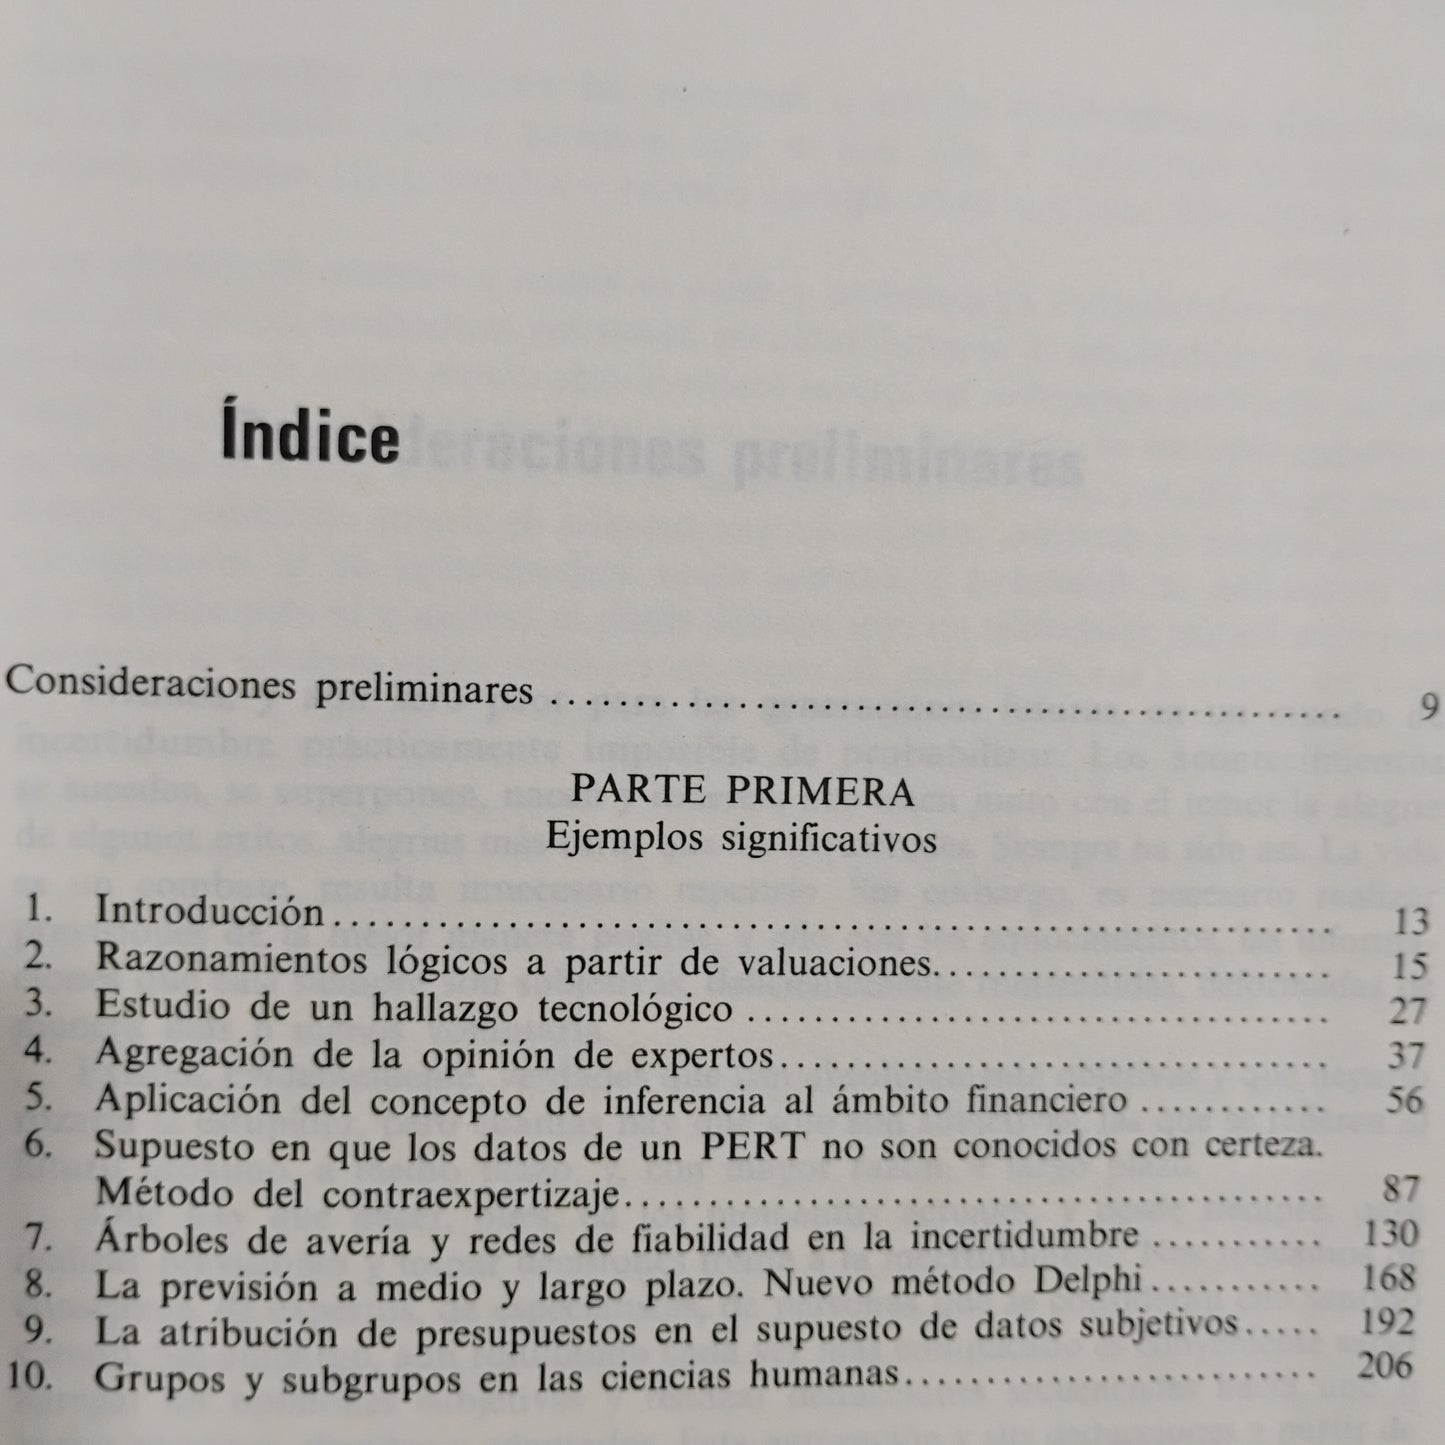 Índice
Consideraciones preliminares ........ 9
PARTE PRIMERA
Ejemplos significativos
1. Introducción ........ 13
2. Razonamientos lógicos a partir de valuaciones ........ 15
3. Estudio de un hallazgo tecnológico ........ 27
4. Agregación de la opinión de expertos ........ 37
5. Aplicación del concepto de inferencia al ámbito financiero ........ 56
6. Supuesto en que los datos de un PERT no son conocidos con certeza.
Método del contraexpertizaje ........ 87
7. Árboles de avería y redes de fiabilidad en la incertidumbre ........ 130
8. La previsión a medio y largo plazo. Nuevo método Delphi ........ 168
9. La atribución de presupuestos en el supuesto de datos subjetivos ..... 192
10. Grupos y subgrupos en las ciencias humanas ........ 206